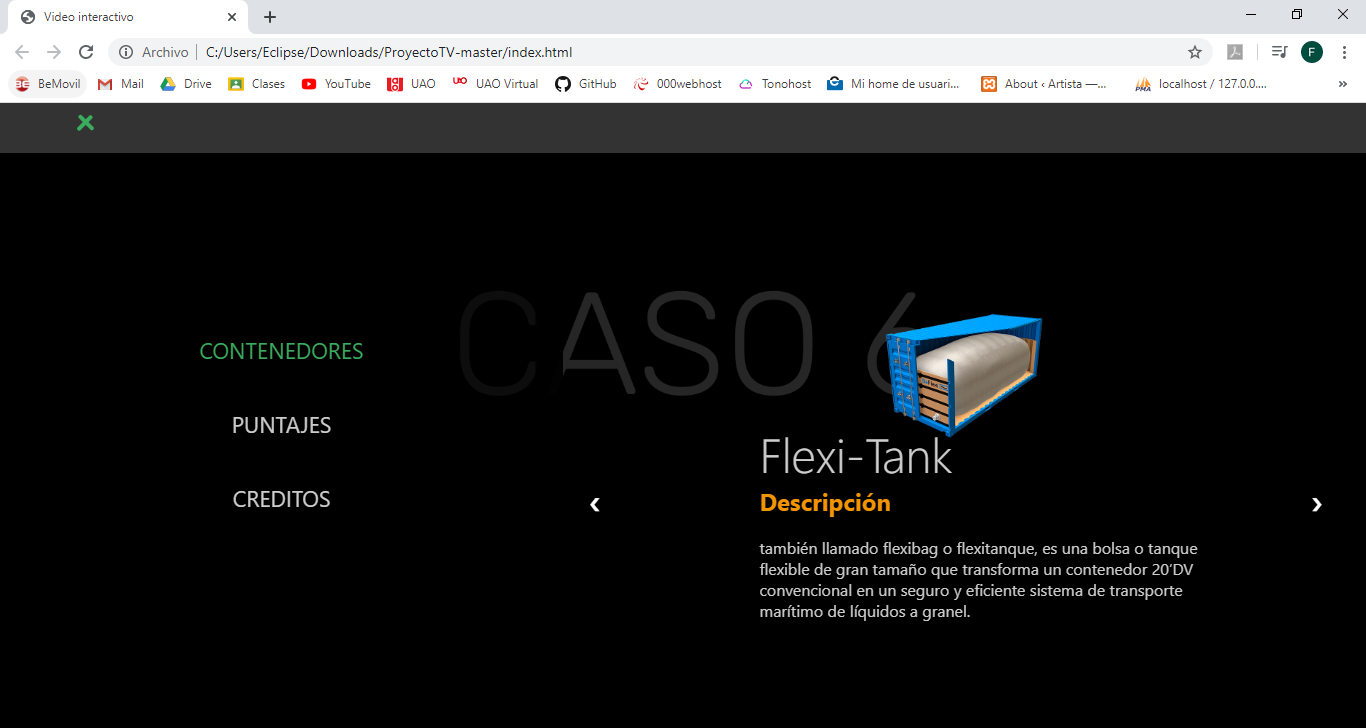 Video interactivo
Archivo C:/Users/Eclipse/Downloads/ProyectoTV-master/index.html
F
BeMovil Mail Drive Clases YouTube UAO UAO Virtual GitHub 000webhost Tonohost Mi home de usuari... About ‹ Artista —... localhost / 127.0.0....
CASO 6
CONTENEDORES
PUNTAJES
CREDITOS
Flexi-Tank
Descripción
también llamado flexibag o flexitanque, es una bolsa o tanque
flexible de gran tamaño que transforma un contenedor 20´DV
convencional en un seguro y eficiente sistema de transporte
marítimo de líquidos a granel.